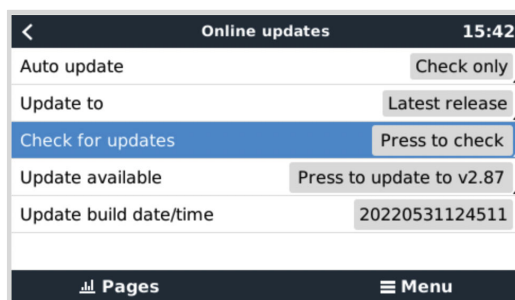 Online updates 15:42
Auto update Check only
Update to Latest release
Check for updates Press to check
Update available Press to update to v2.87
Update build date/time 20220531124511
Pages Menu